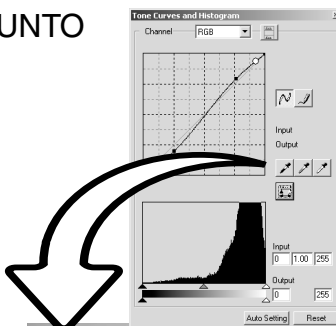 UNTO
Tone Curves and Histogram
Channel RGB
Input
Output
Input
0 1.00 255
Output
0 255
Auto Setting Reset